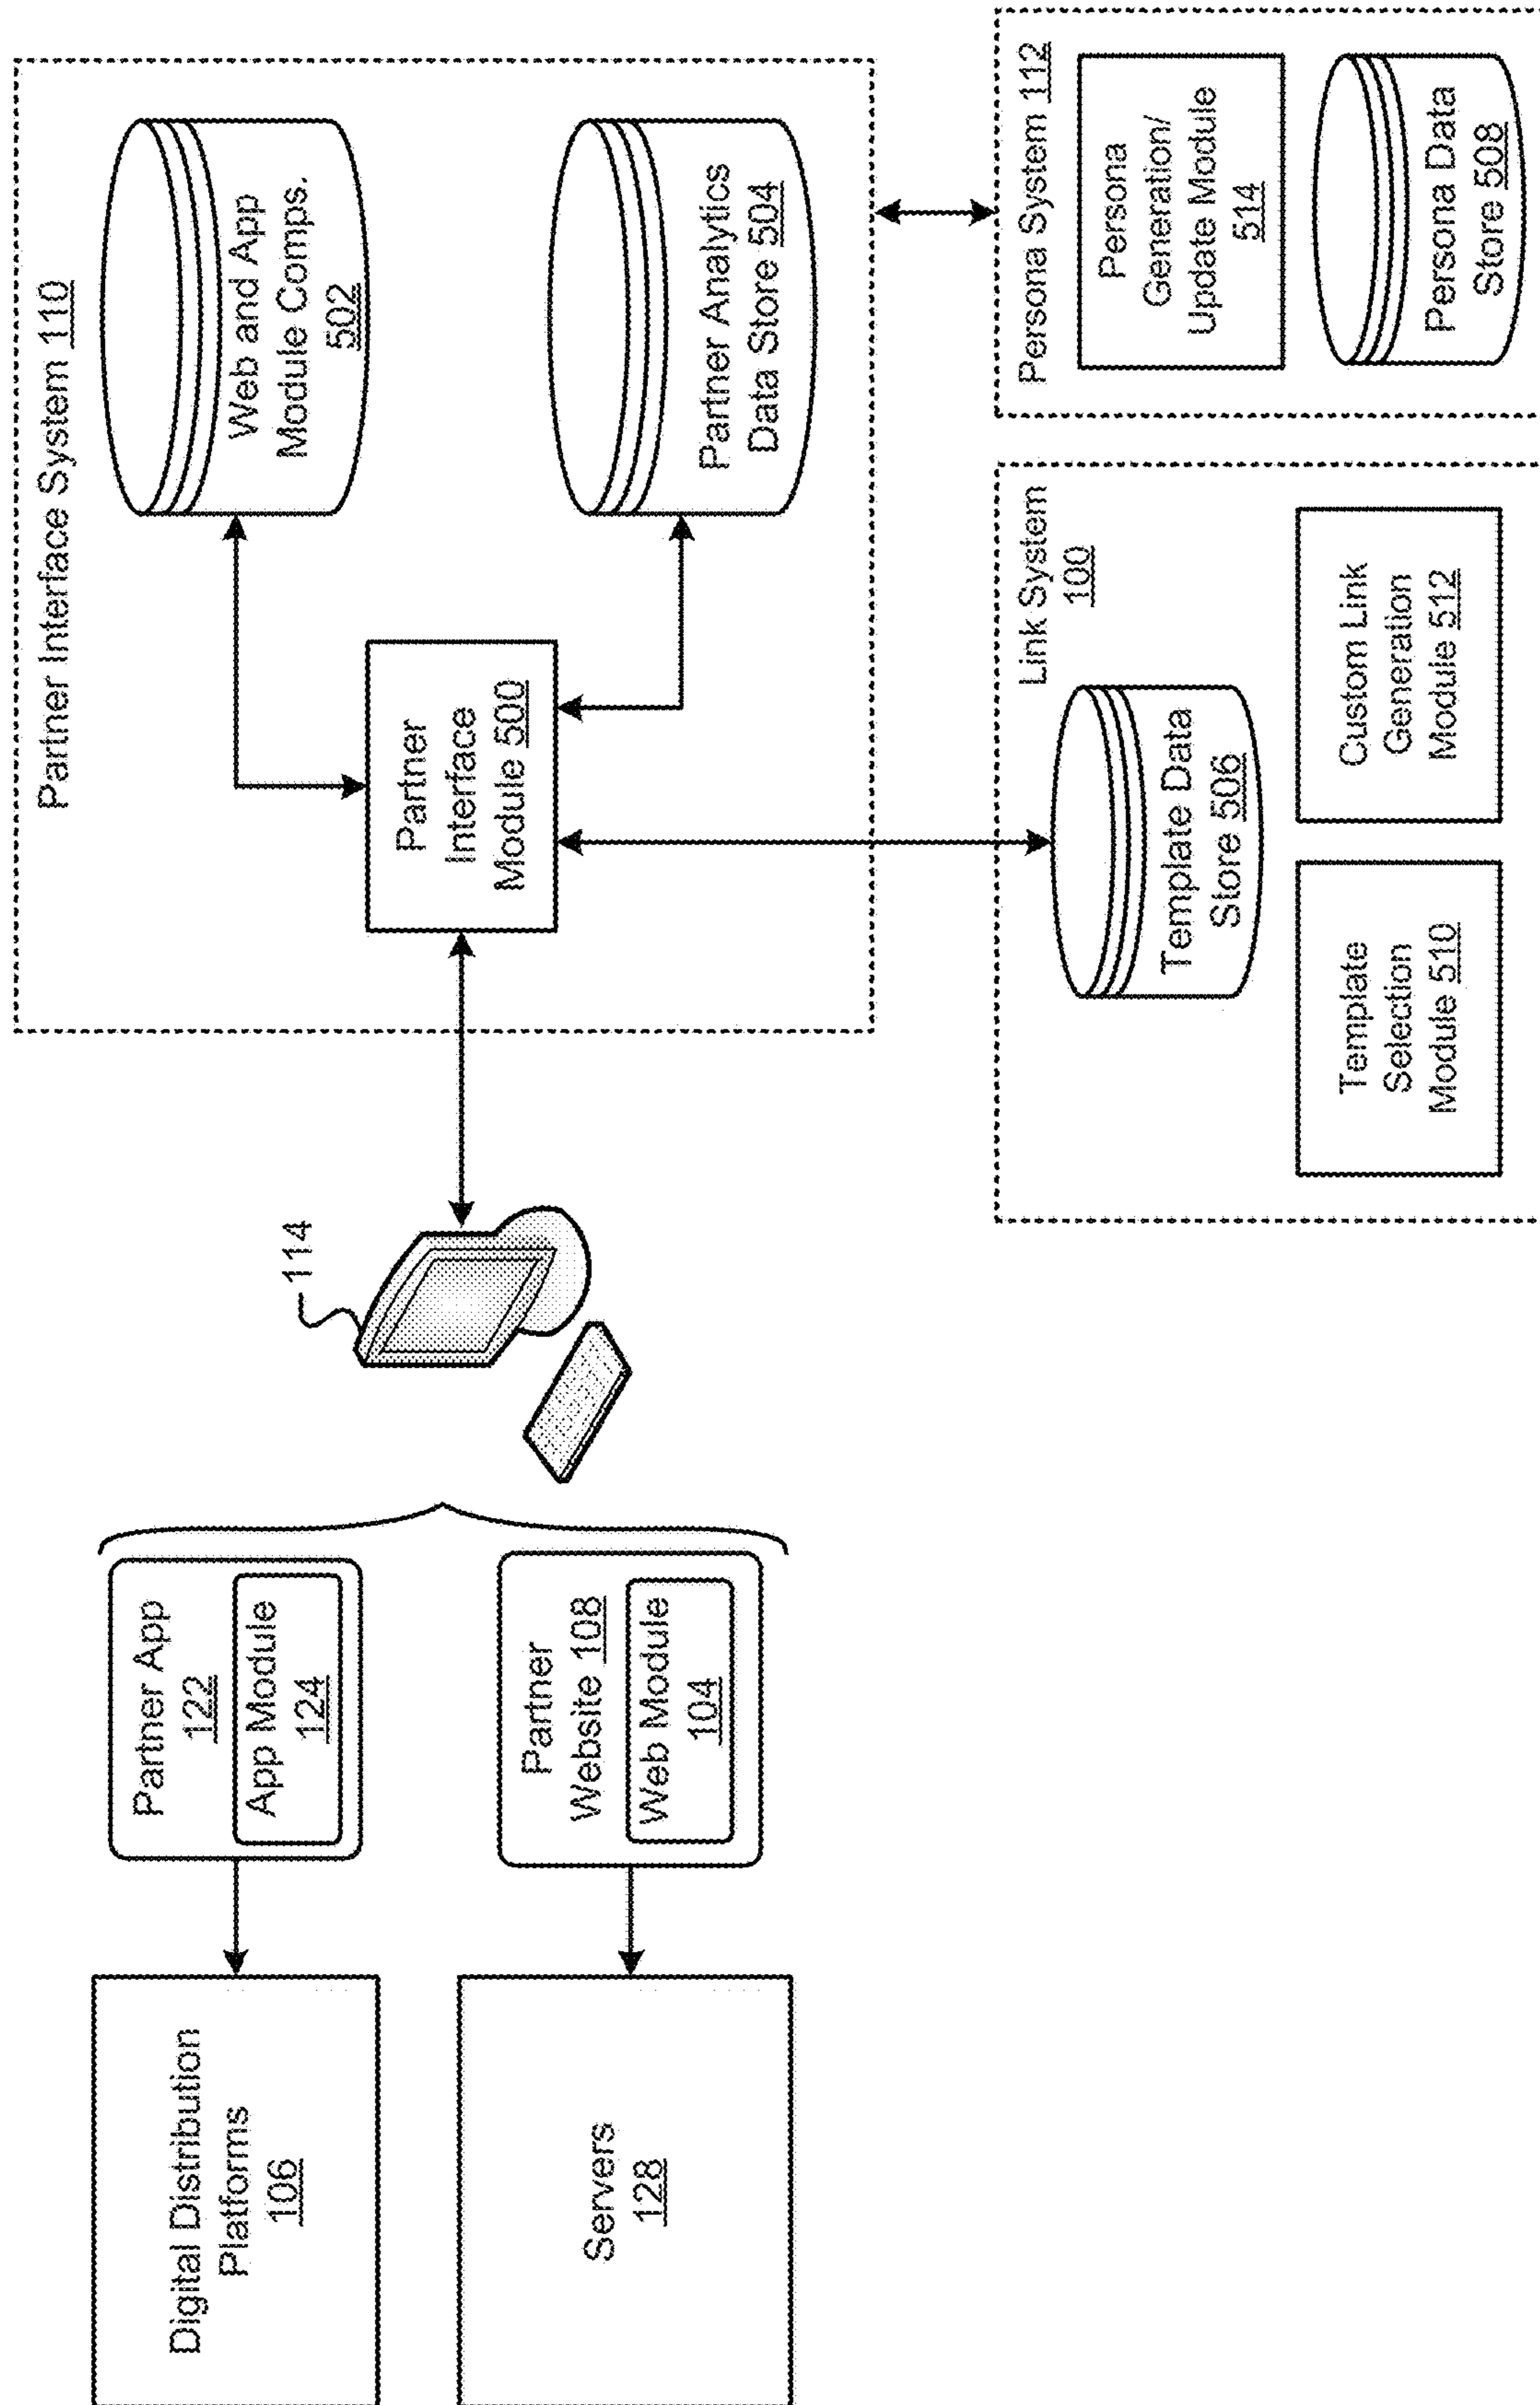 Digital Distribution
Platforms
106
Servers
128
Partner App
122
App Module
124
Partner
Website 108
Web Module
104
114
Partner Interface System 110
Partner
Interface
Module 500
Web and App
Module Comps.
502
Partner Analytics
Data Store 504
Link System
100
Template Data
Store 506
Template
Selection
Module 510
Custom Link
Generation
Module 512
Persona System 112
Persona
Generation/
Update Module
514
Persona Data
Store 508